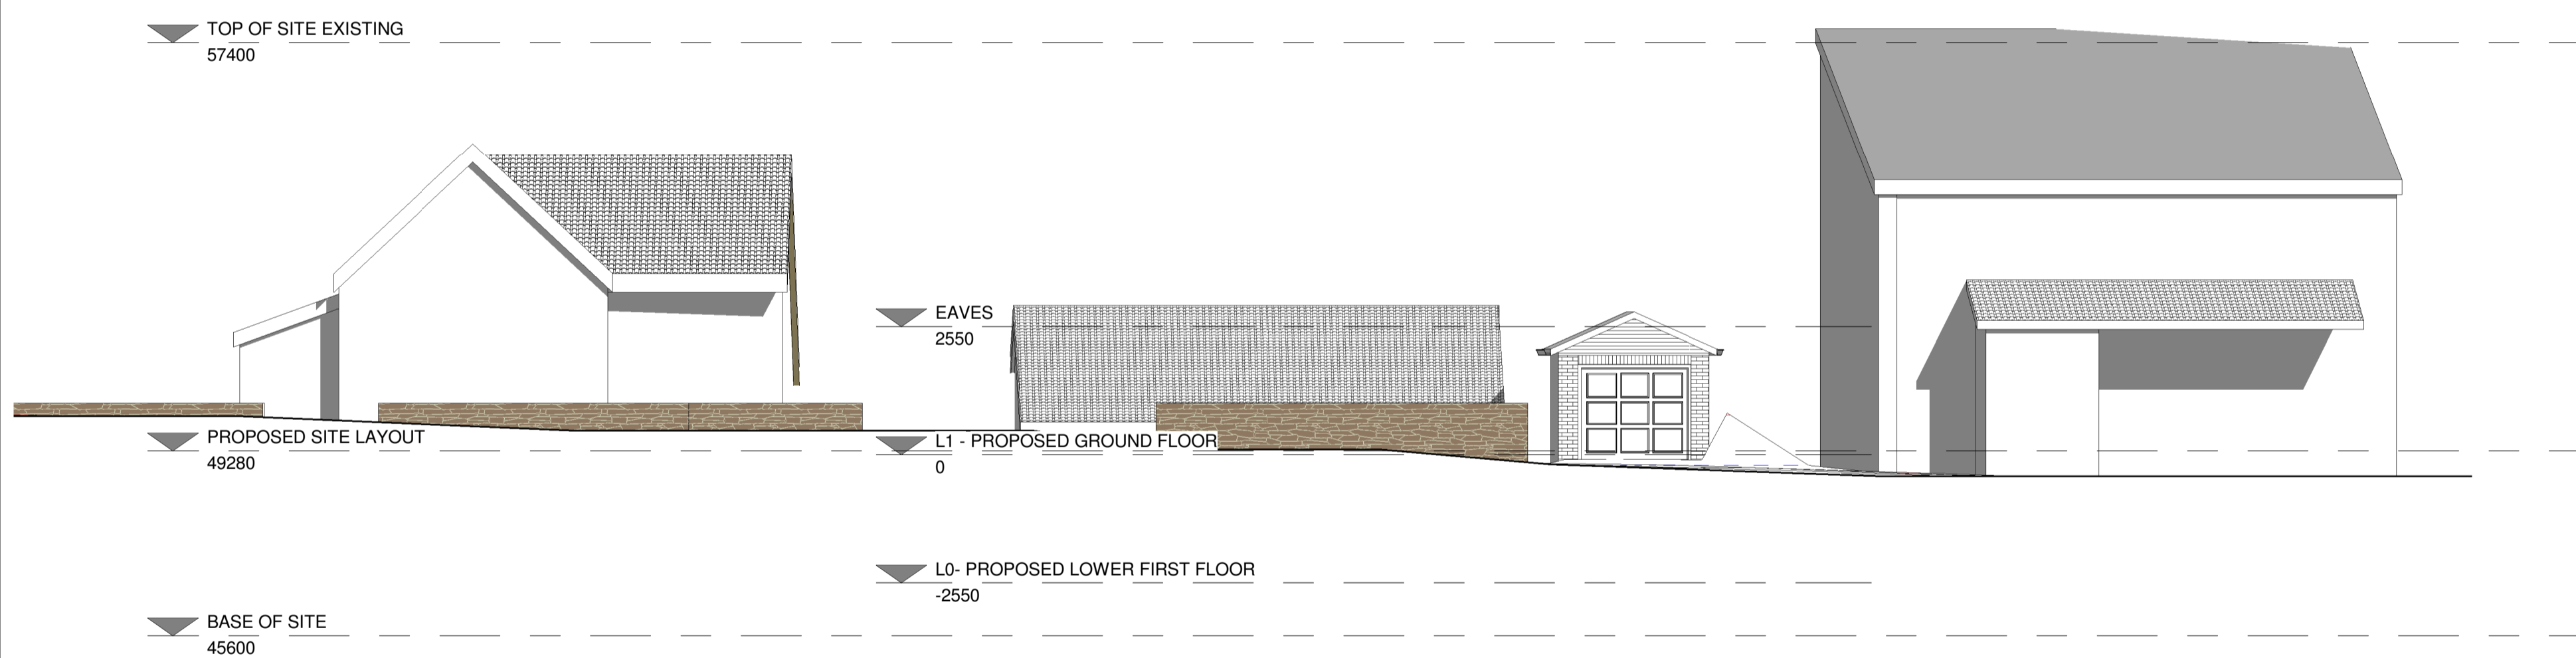 TOP OF SITE EXISTING
57400
EAVES
2550
PROPOSED SITE LAYOUT
49280
L1 - PROPOSED GROUND FLOOR
0
L0- PROPOSED LOWER FIRST FLOOR
-2550
BASE OF SITE
45600